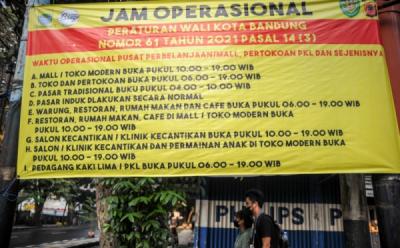 JAM OPERASIONAL
PERATURAN WALI KOTA BANDUNG
NOMOR 61 TAHUN 2021 PASAL 14 (3)
WAKTU OPERASIONAL PUSAT PERBELANJAAN/MALL, PERTOKOAN PKL DAN SEJENISNYA
A. MALL / TOKO MODERN BUKA PUKUL 10.00 - 19.00 WIB
B. TOKO DAN PERTOKOAN BUKA PUKUL 06.00 - 19.00 WIB
C. PASAR TRADISIONAL BUKU PUKUL 04.00 - 10.00 WIB
D. PASAR INDUK DLAKUKAN SECARA NORMAL
E. WARUNG, RESTORAN, RUMAH MAKAN DAN CAFE BUKA PUKUL 06.00 - 19.00 WIB
F. RESTORAN, RUMAH MAKAN, CAFE DI MALL / TOKO MODERN BUKA
PUKUL 10.00 - 19.00 WIB
G. SALON KECANTIKAN / KLINIK KECANTIKAN BUKA PUKUL 10.00 - 19.00 WIB
H. SALON / KLINIK KECANTIKAN DAN PERMAINAN ANAK DI TOKO MODERN BUKA
PUKUL 10.00 - 19.00 WIB
I. PEDAGANG KAKI LIMA / PKL BUKA PUKUL 06.00 - 19.00 WIB